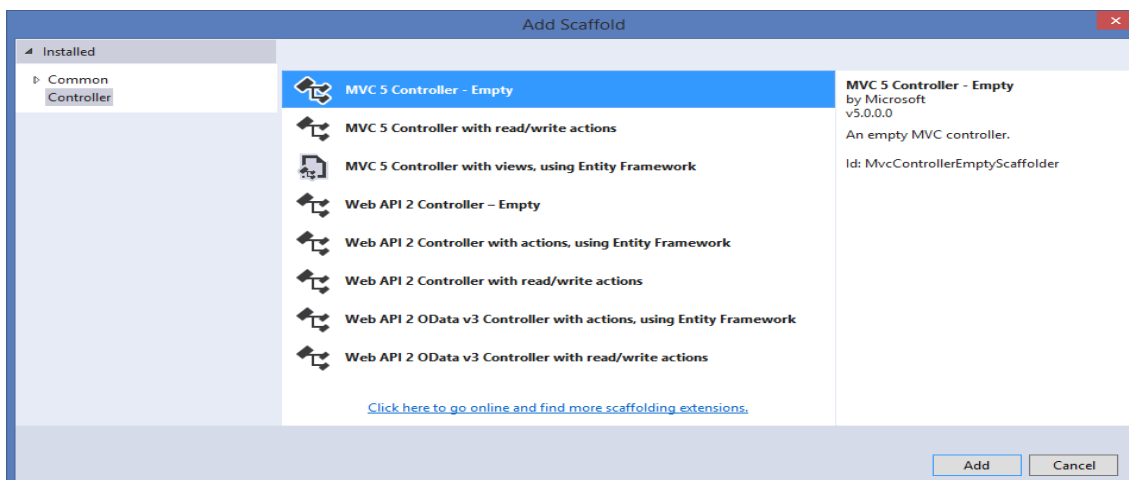 Add Scaffold
Installed
Common
Controller
MVC 5 Controller - Empty
MVC 5 Controller with read/write actions
MVC 5 Controller with views, using Entity Framework
Web API 2 Controller – Empty
Web API 2 Controller with actions, using Entity Framework
Web API 2 Controller with read/write actions
Web API 2 OData v3 Controller with actions, using Entity Framework
Web API 2 OData v3 Controller with read/write actions
Click here to go online and find more scaffolding extensions.
MVC 5 Controller - Empty
by Microsoft
v5.0.0.0
An empty MVC controller.
Id: MvcControllerEmptyScaffolder
Add
Cancel